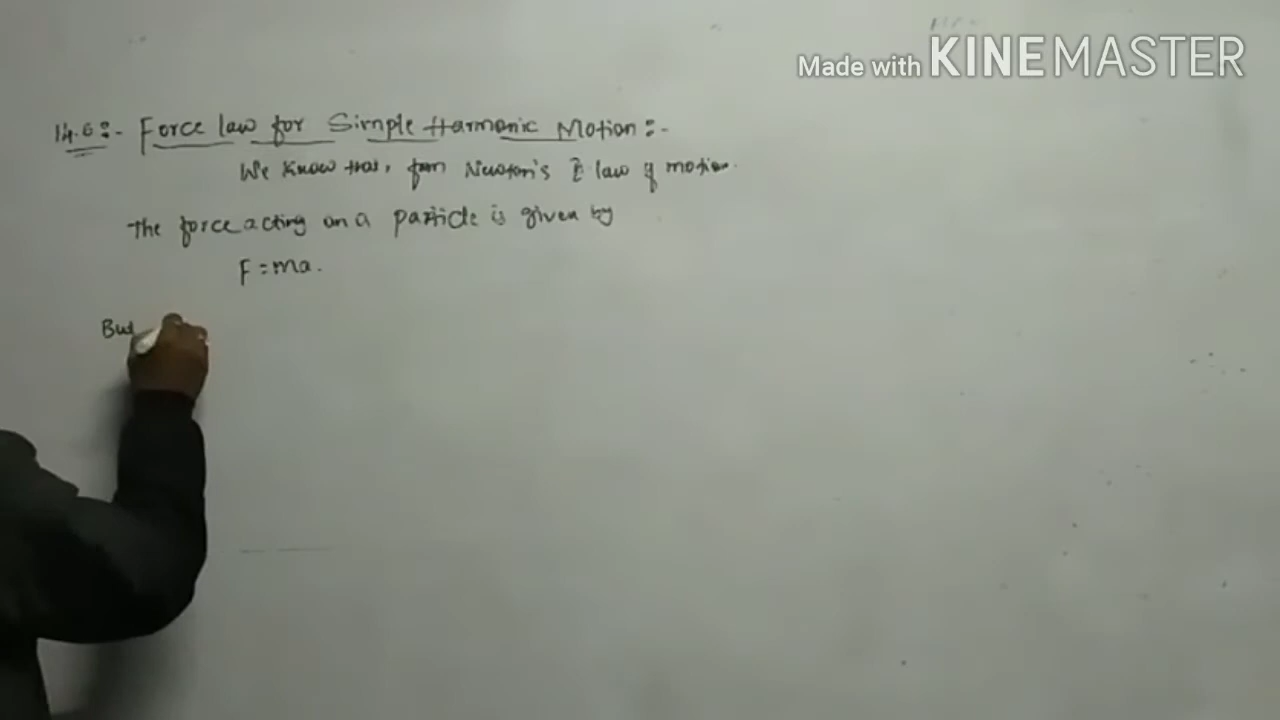 Made with KINEMASTER
14.6:- Force law for Simple Harmonic Motion:-
We know that, from Newton's law of motion.
The force acting on a particle is given by
F = ma.
But